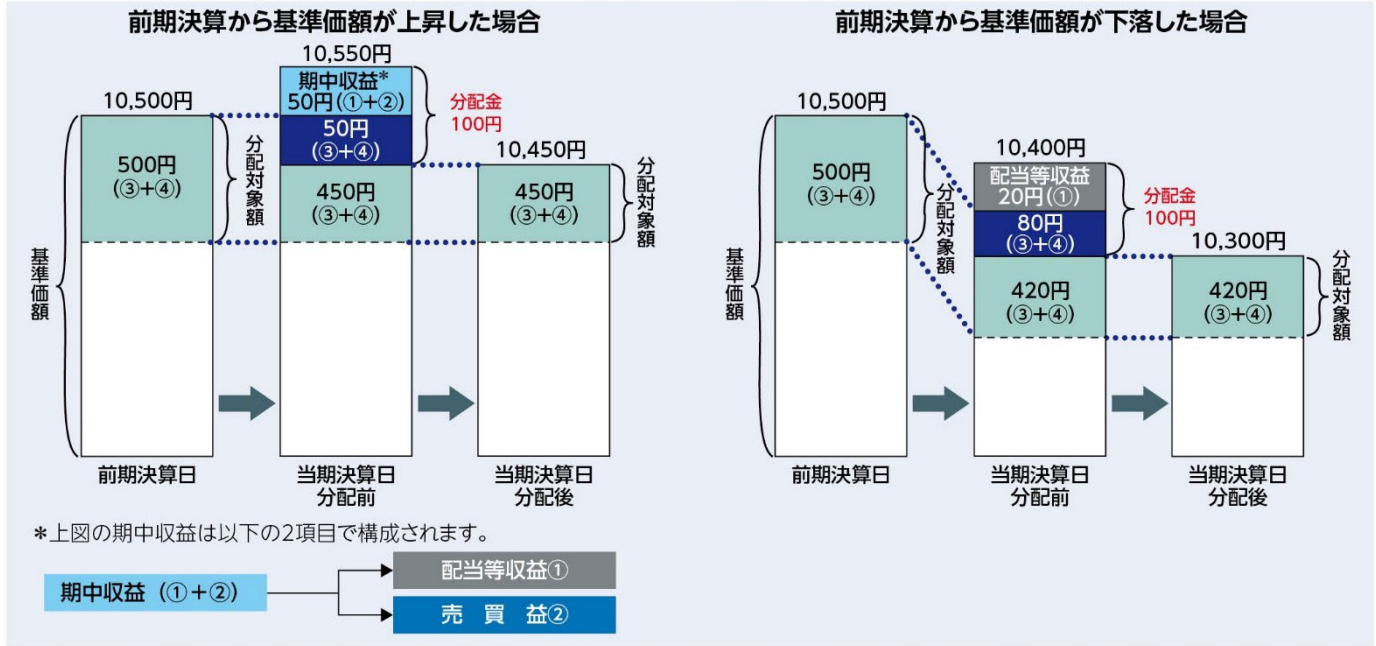 前期決算から基準価額が上昇した場合
10,500円
500円
(③+④)
分配対象額
基準価額
前期決算日
10,550円
期中収益*
50円(①+②)
50円
(③+④)
450円
(③+④)
分配金
100円
当期決算日
分配前
10,450円
450円
(③+④)
分配対象額
当期決算日
分配後
前期決算から基準価額が下落した場合
10,500円
500円
(③+④)
分配対象額
基準価額
前期決算日
10,400円
配当等収益
20円(①)
80円
(③+④)
420円
(③+④)
分配金
100円
当期決算日
分配前
10,300円
420円
(③+④)
分配対象額
当期決算日
分配後
*上図の期中収益は以下の2項目で構成されます。
期中収益 (①+②)
配当等収益①
売 買 益②